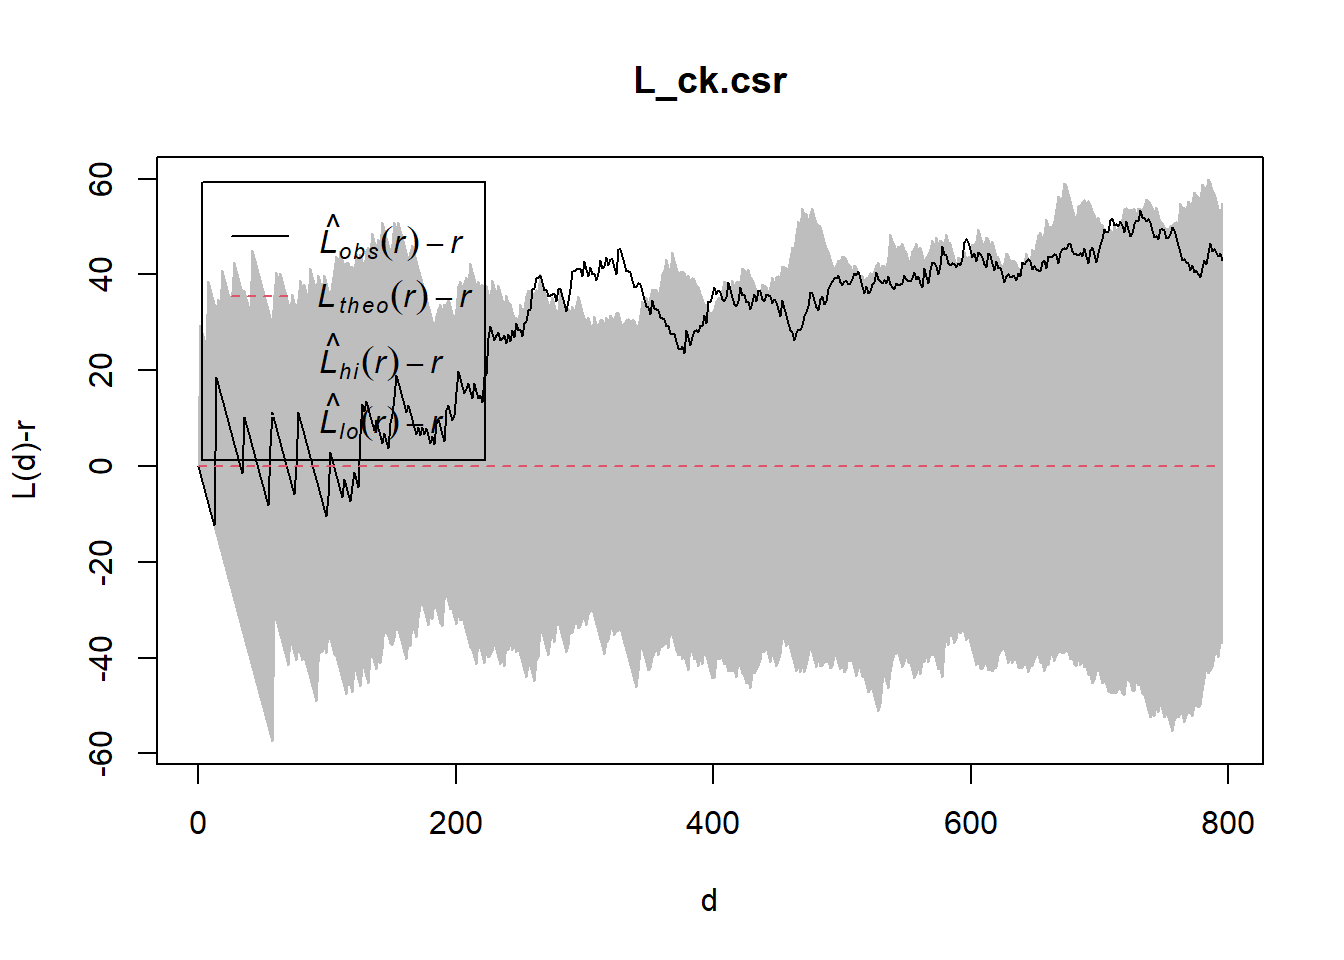 L_ck.csr
L̂obs(r) − r
Ltheo(r) − r
L̂hi(r) − r
L̂lo(r) − r
L(d)-r
60
40
20
0
-20
-40
-60
0 200 400 600 800
d